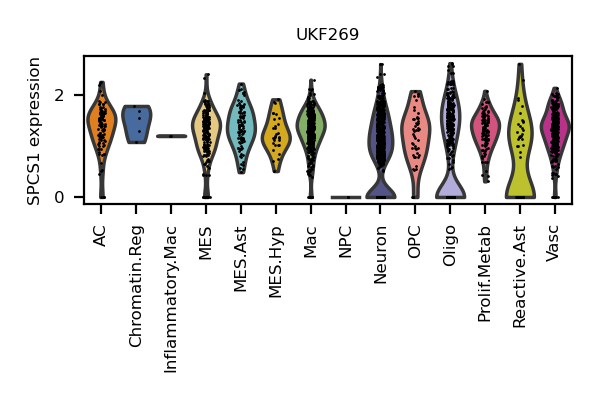 UKF269
SPCS1 expression
2
0
AC
Chromatin.Reg
Inflammatory.Mac
MES
MES.Ast
MES.Hyp
Mac
NPC
Neuron
OPC
Oligo
Prolif.Metab
Reactive.Ast
Vasc